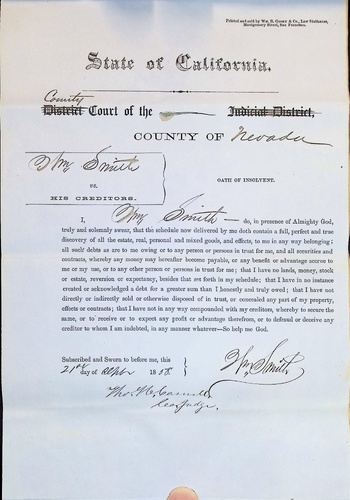 Printed and sold by Wm. B. Cooke & Co., Law Stationers,
Montgomery Street, San Francisco.
State of California.
County
District Court of the Judicial District,
COUNTY OF Nevada
Wm Smith
vs.
HIS CREDITORS.
OATH OF INSOLVENT.
I, Wm Smith do, in presence of Almighty God,
truly and solemnly swear, that the schedule now delivered by me doth contain a full, perfect and true
discovery of all the estate, real, personal and mixed goods, and effects, to me in any way belonging;
all such debts as are to me owing or to any person or persons in trust for me, and all securities and
contracts, whereby any money may hereafter become payable, or any benefit or advantage accrue to
me or my use, or to any other person or persons in trust for me; that I have no lands, money, stock
or estate, reversion or expectancy, besides that set forth in my schedule; that I have in no instance
created or acknowledged a debt for a greater sum than I honestly and truly owed; that I have not
directly or indirectly sold or otherwise disposed of in trust, or concealed any part of my property,
effects or contracts; that I have not in any way compounded with my creditors, whereby to secure the
same, or to receive or to expect any profit or advantage therefrom, or to defraud or deceive any
creditor to whom I am indebted, in any manner whatever—So help me God.
Subscribed and Sworn to before me, this
21st day of Sept 1858
Wm Smith
Co Judge